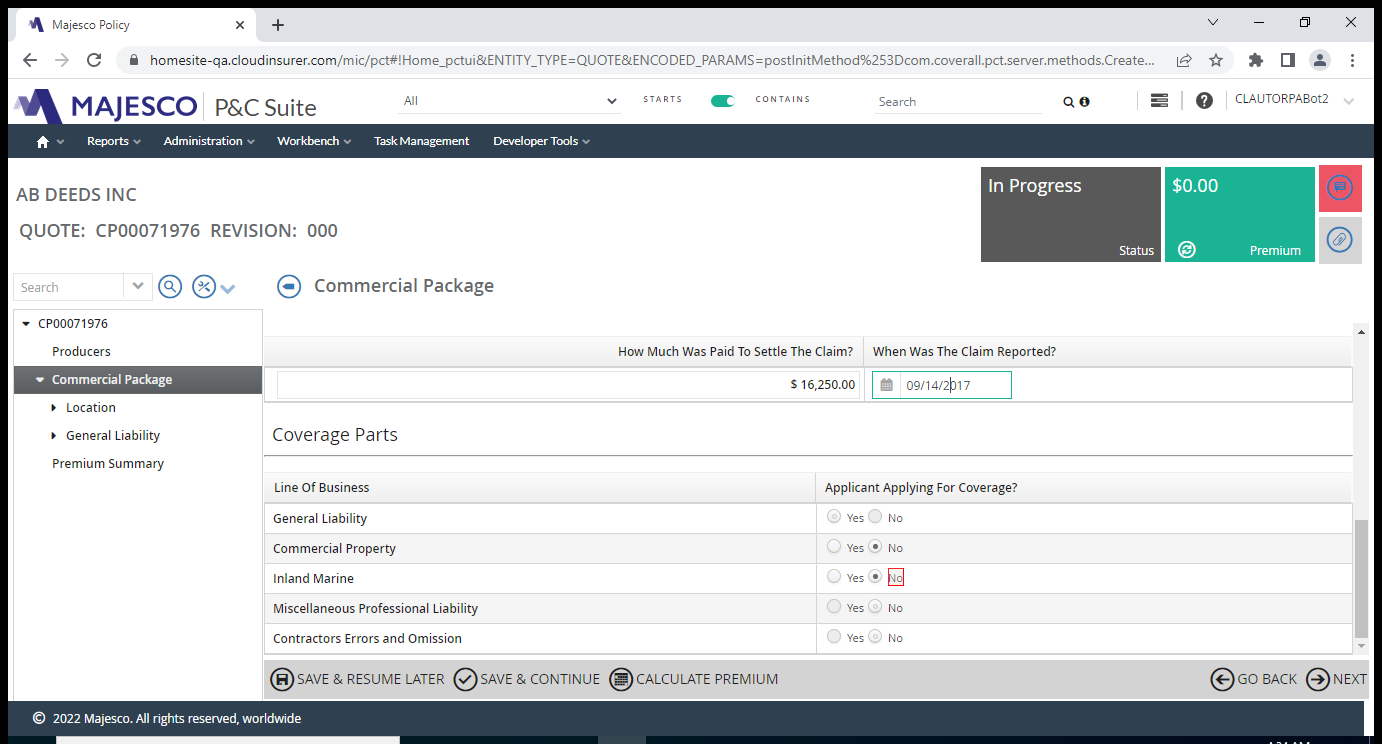 Majesco Policy
homesite-qa.cloudinsurer.com/mic/pct#!Home_pctui&ENTITY_TYPE=QUOTE&ENCODED_PARAMS=postInitMethod%253Dcom.coverall.pct.server.methods.Create...
MAJESCO P&C Suite All STARTS CONTAINS Search CLAUTORPABot2
Reports Administration Workbench Task Management Developer Tools
AB DEEDS INC
QUOTE: CP00071976 REVISION: 000
In Progress
Status
$0.00
Premium
Search
Commercial Package
CP00071976
Producers
Commercial Package
Location
General Liability
Premium Summary
How Much Was Paid To Settle The Claim? When Was The Claim Reported?
$ 16,250.00 09/14/2017
Coverage Parts
Line Of Business Applicant Applying For Coverage?
General Liability Yes No
Commercial Property Yes No
Inland Marine Yes No
Miscellaneous Professional Liability Yes No
Contractors Errors and Omission Yes No
SAVE & RESUME LATER SAVE & CONTINUE CALCULATE PREMIUM GO BACK NEXT
© 2022 Majesco. All rights reserved, worldwide